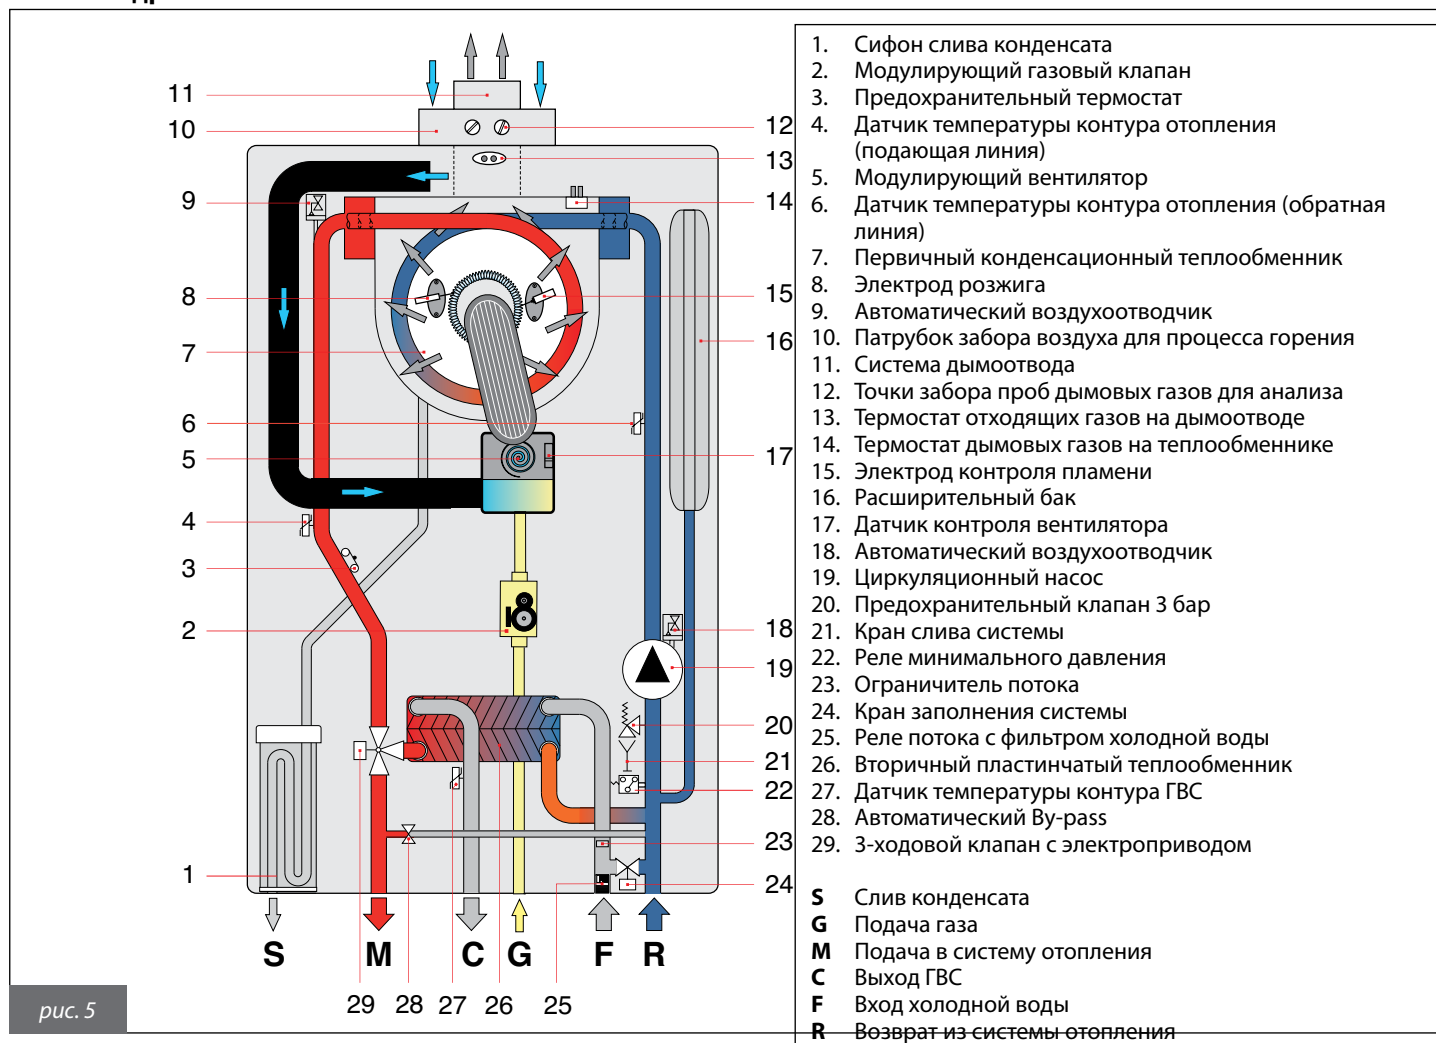 11
10
9
8
7
6
5
4
3
2
1
12
13
14
15
16
17
18
19
20
21
22
23
24
S
M
C
G
F
R
29
28
27
26
25
рис. 5
1. Сифон слива конденсата
2. Модулирующий газовый клапан
3. Предохранительный термостат
4. Датчик температуры контура отопления
(подающая линия)
5. Модулирующий вентилятор
6. Датчик температуры контура отопления (обратная
линия)
7. Первичный конденсационный теплообменник
8. Электрод розжига
9. Автоматический воздухоотводчик
10. Патрубок забора воздуха для процесса горения
11. Система дымоотвода
12. Точки забора проб дымовых газов для анализа
13. Термостат отходящих газов на дымоотводе
14. Термостат дымовых газов на теплообменнике
15. Электрод контроля пламени
16. Расширительный бак
17. Датчик контроля вентилятора
18. Автоматический воздухоотводчик
19. Циркуляционный насос
20. Предохранительный клапан 3 бар
21. Кран слива системы
22. Реле минимального давления
23. Ограничитель потока
24. Кран заполнения системы
25. Реле потока с фильтром холодной воды
26. Вторичный пластинчатый теплообменник
27. Датчик температуры контура ГВС
28. Автоматический By-pass
29. 3-ходовой клапан с электроприводом
S Слив конденсата
G Подача газа
M Подача в систему отопления
C Выход ГВС
F Вход холодной воды
R Возврат из системы отопления